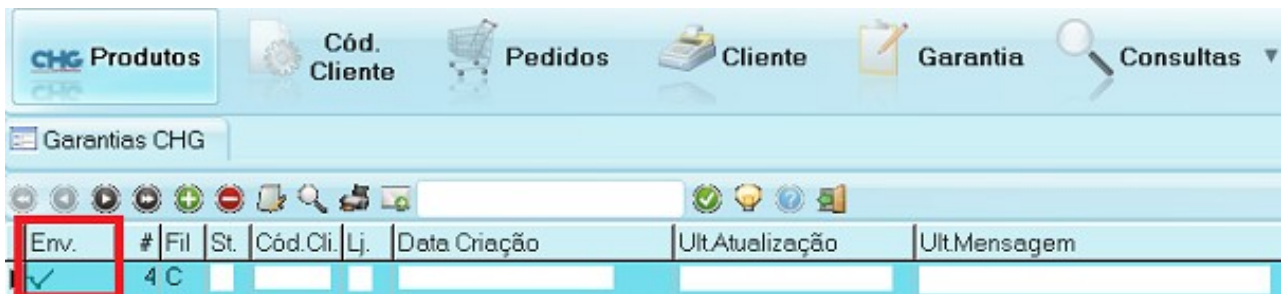 CHG Produtos
Cód. Cliente
Pedidos
Cliente
Garantia
Consultas
Garantias CHG
Env. # Fil St. Cód.Cli. Lj. Data Criação Ult.Atualização Ult.Mensagem
4 C